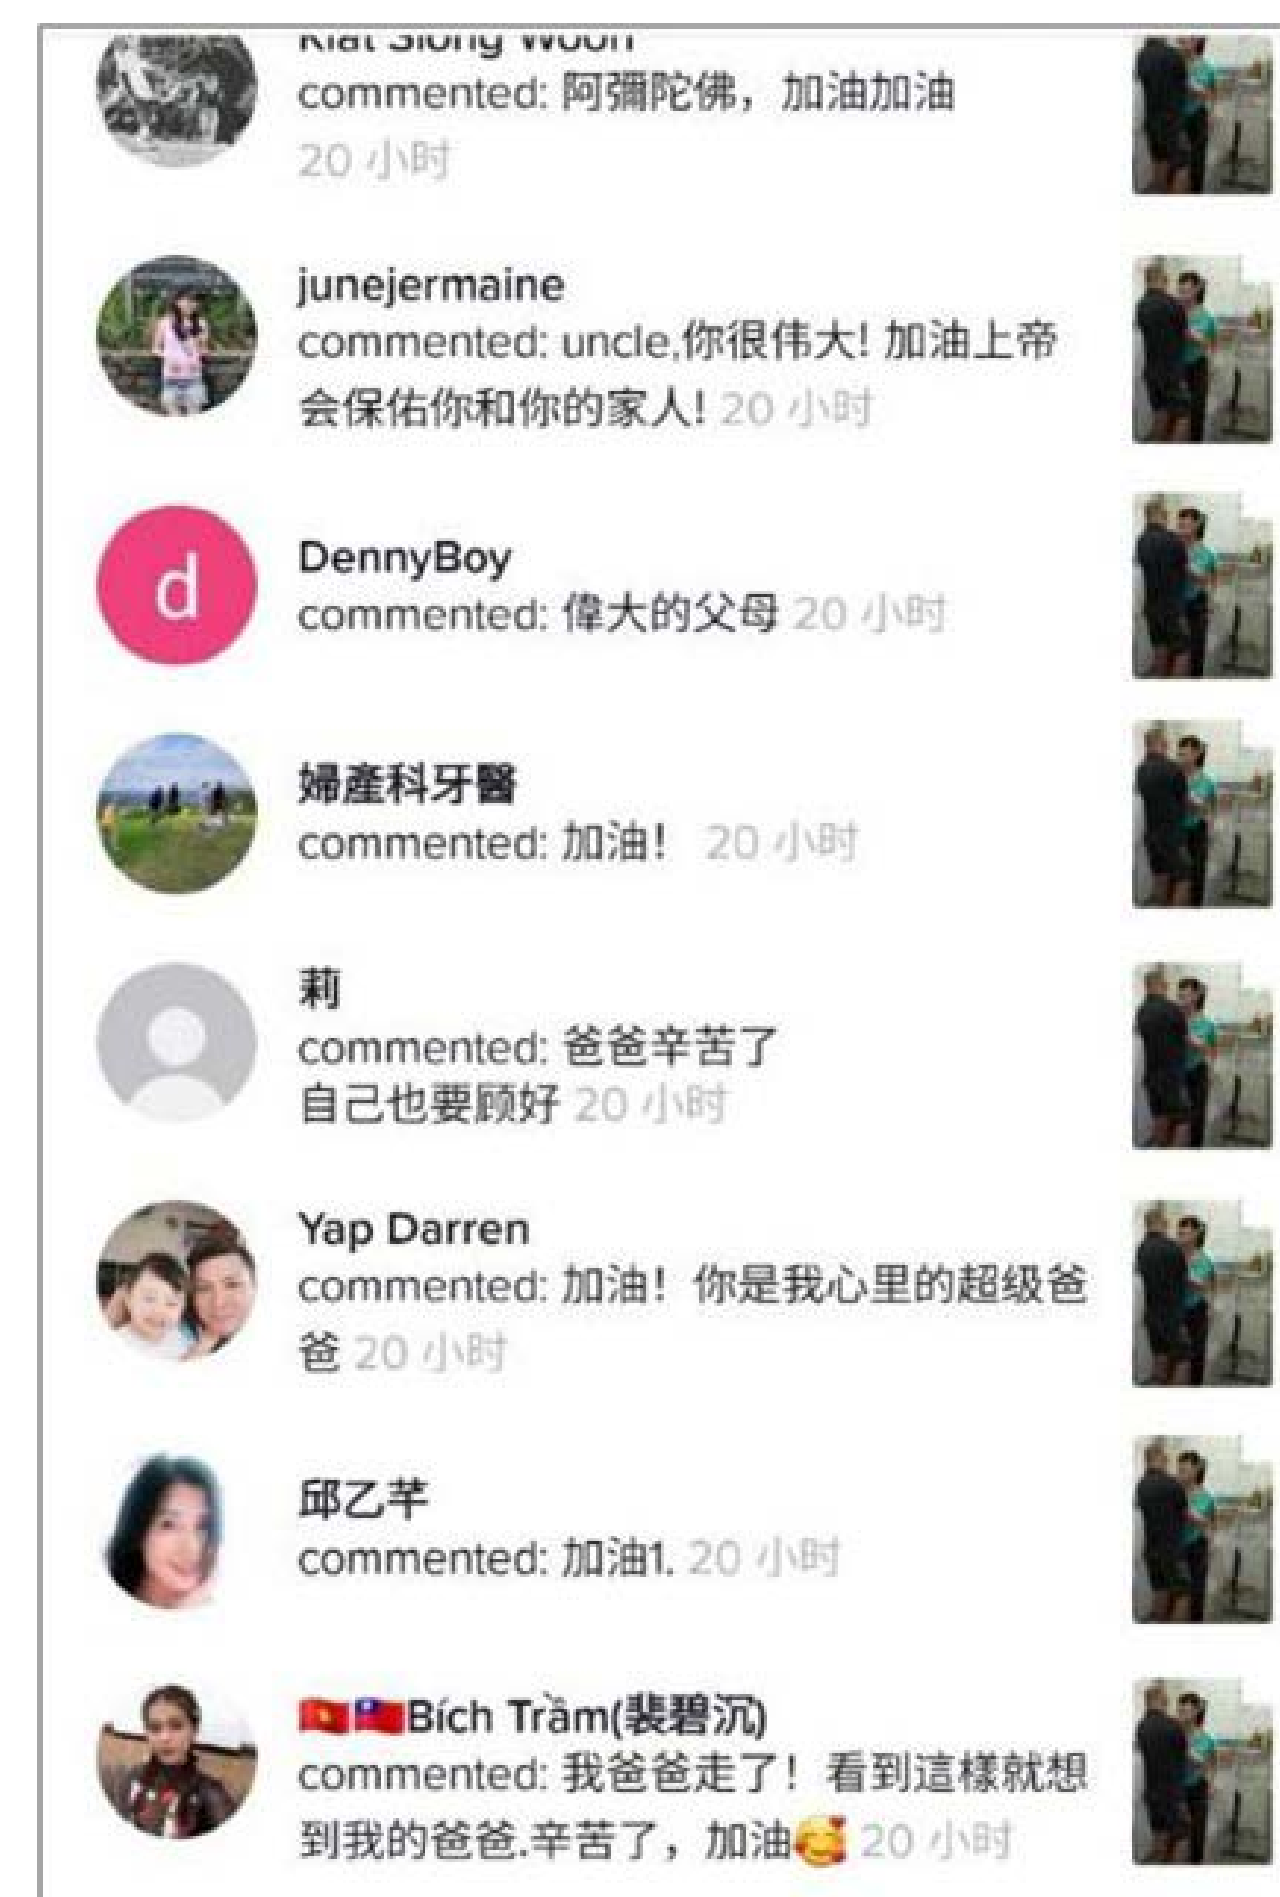 Kiat Siong Woon
commented: 阿彌陀佛，加油加油
20 小时
junejermaine
commented: uncle,你很伟大! 加油上帝
会保佑你和你的家人! 20 小时
d
DennyBoy
commented: 偉大的父母 20 小时
婦產科牙醫
commented: 加油！ 20 小时
莉
commented: 爸爸辛苦了
自己也要顾好 20 小时
Yap Darren
commented: 加油！你是我心里的超级爸
爸 20 小时
邱乙芊
commented: 加油1. 20 小时
🇻🇳🇹🇼Bích Trầm(裴碧沉)
commented: 我爸爸走了！看到這樣就想
到我的爸爸.辛苦了，加油🥰 20 小时